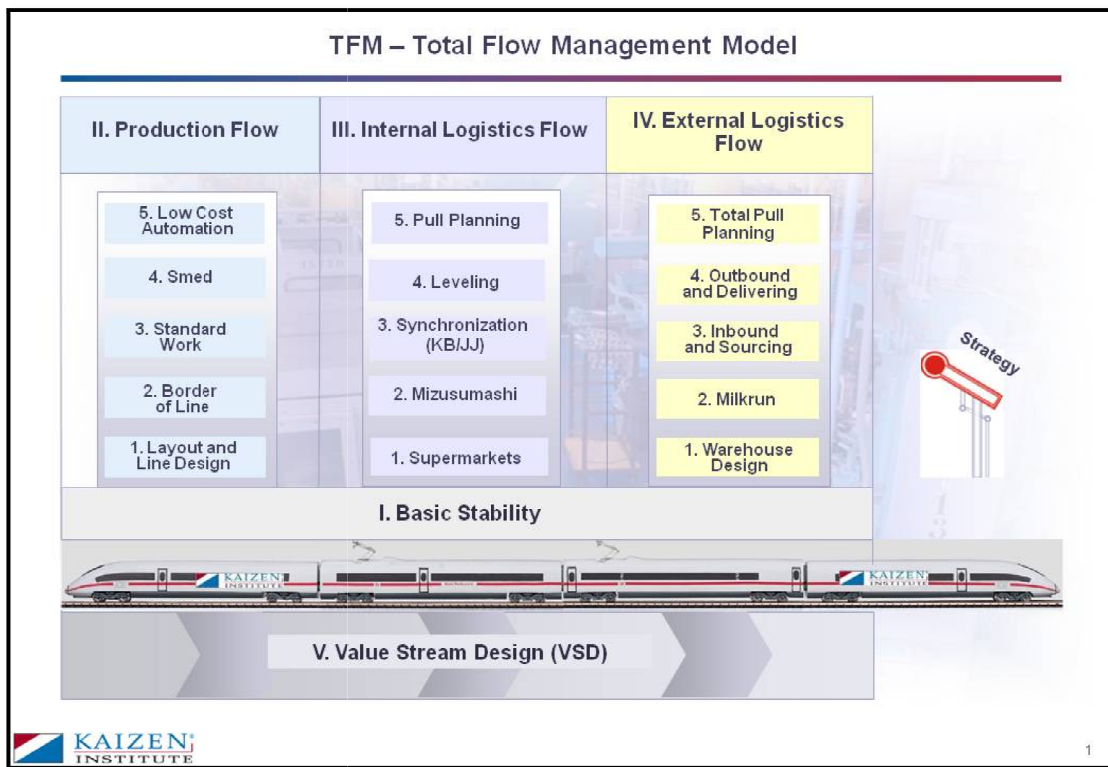 TFM – Total Flow Management Model
II. Production Flow
III. Internal Logistics Flow
IV. External Logistics
Flow
5. Low Cost
Automation
4. Smed
3. Standard
Work
2. Border
of Line
1. Layout and
Line Design
5. Pull Planning
4. Leveling
3. Synchronization
(KB/JJ)
2. Mizusumashi
1. Supermarkets
5. Total Pull
Planning
4. Outbound
and Delivering
3. Inbound
and Sourcing
2. Milkrun
1. Warehouse
Design
Strategy
I. Basic Stability
KAIZEN
INSTITUTE
KAIZEN
INSTITUTE
V. Value Stream Design (VSD)
KAIZEN
INSTITUTE
1